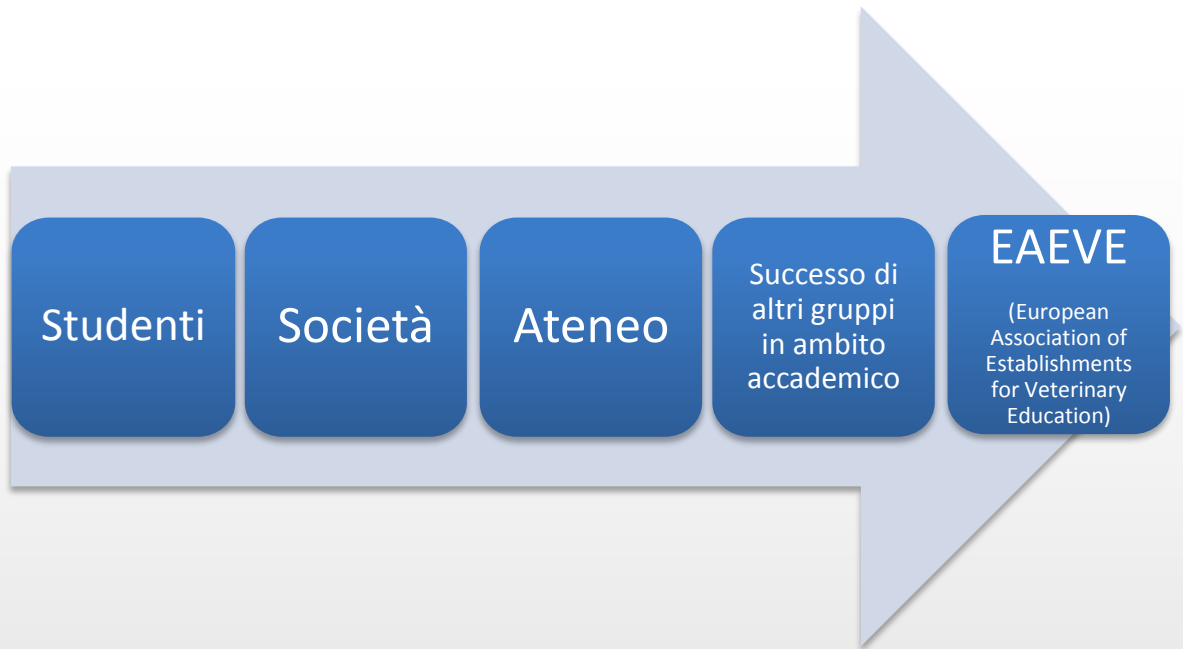 Studenti
Società
Ateneo
Successo di
altri gruppi
in ambito
accademico
EAEVE
(European
Association of
Establishments
for Veterinary
Education)